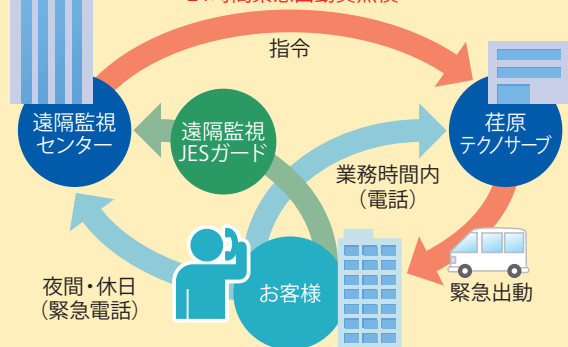 指令
遠隔監視
センター
遠隔監視
JESガード
荏原
テクノサーブ
業務時間内
（電話）
夜間・休日
（緊急電話）
お客様
緊急出動